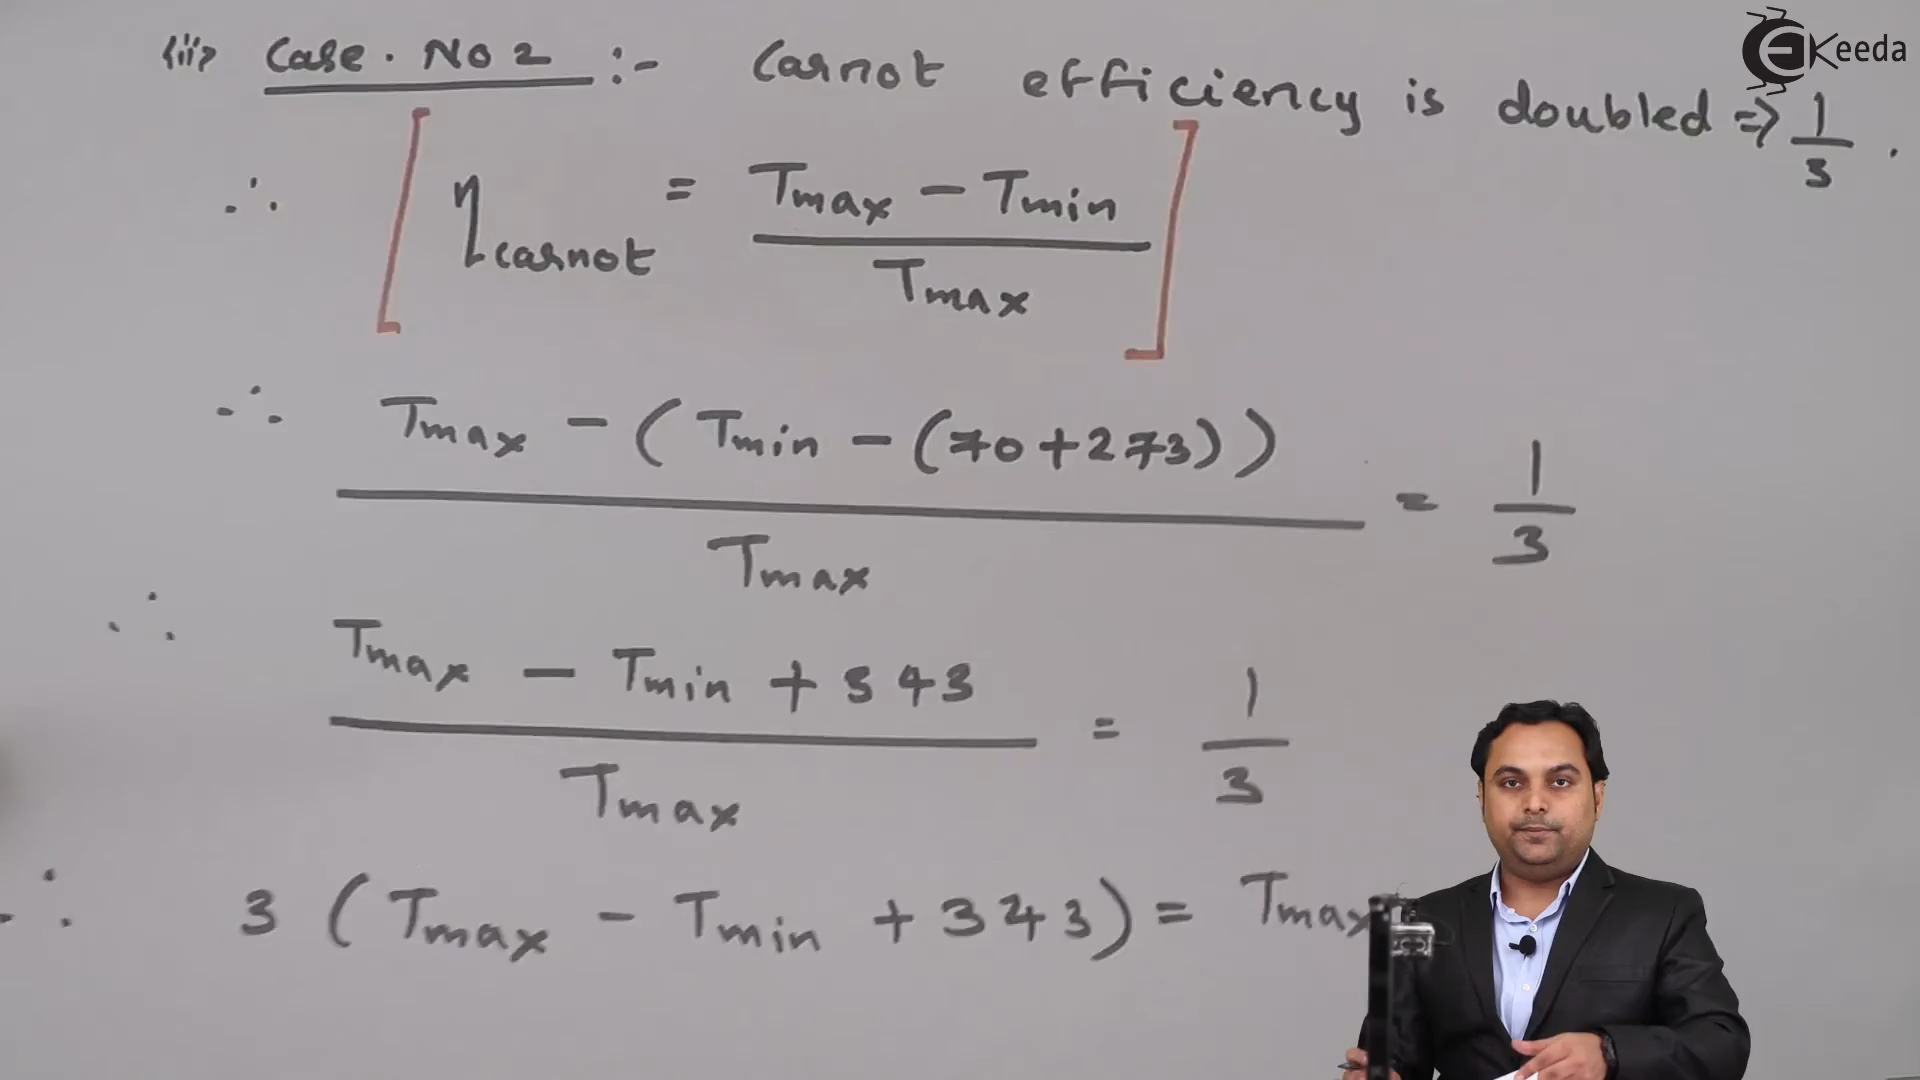 (ii) Case. No 2 :- Carnot efficiency is doubled ⇒ 1/3.
∴ [ηcarnot = (Tmax - Tmin) / Tmax]
∴ (Tmax - (Tmin - (70+273))) / Tmax = 1/3
∴ (Tmax - Tmin + 343) / Tmax = 1/3
∴ 3 (Tmax - Tmin + 343) = Tmax
EKeeda